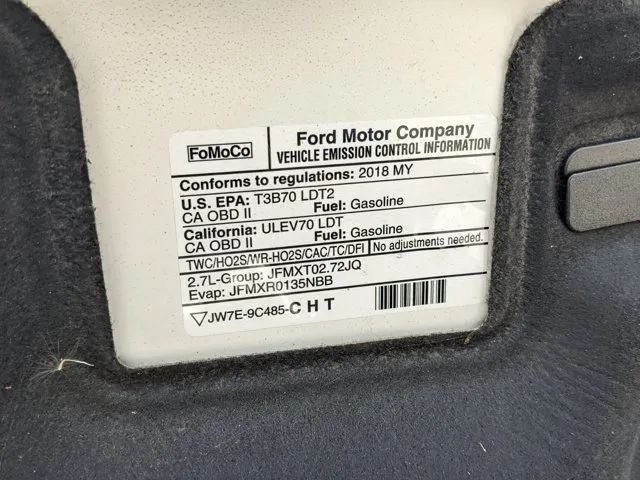 FoMoCo
Ford Motor Company
VEHICLE EMISSION CONTROL INFORMATION
Conforms to regulations: 2018 MY
U.S. EPA: T3B70 LDT2
CA OBD II Fuel: Gasoline
California: ULEV70 LDT
CA OBD II Fuel: Gasoline
TWC/HO2S/WR-HO2S/CAC/TC/DFI No adjustments needed.
2.7L-Group: JFMXT02.72JQ
Evap: JFMXR0135NBB
JW7E-9C485-C H T